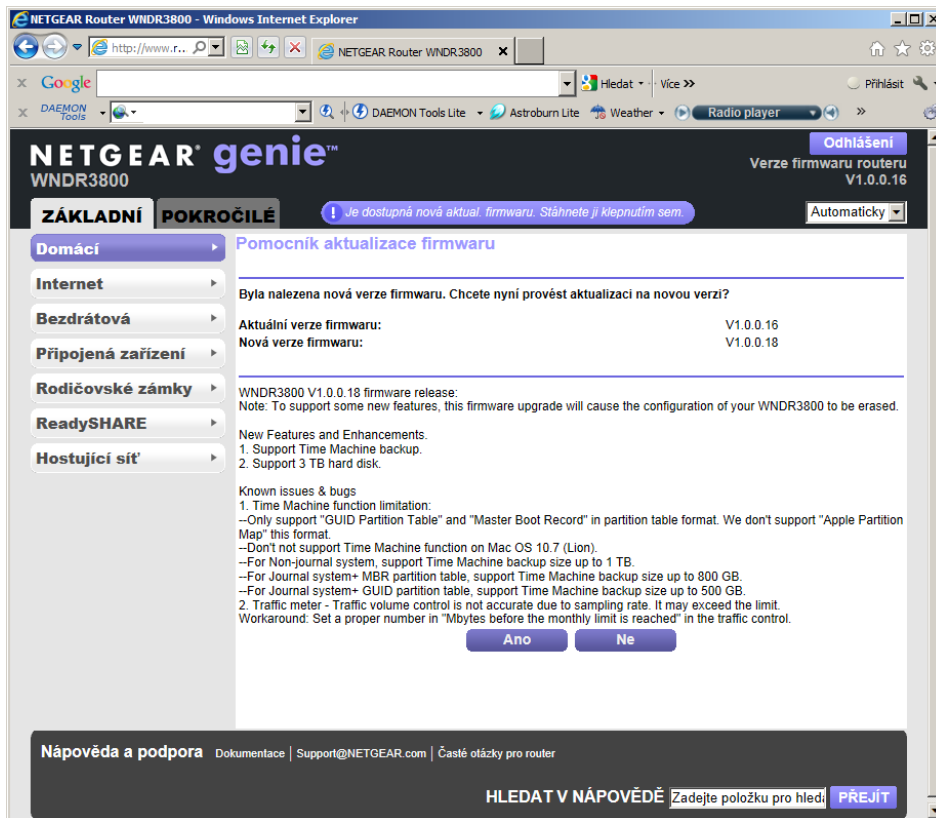 NETGEAR Router WNDR3800 - Windows Internet Explorer
http://www.r...
NETGEAR Router WNDR3800
Google Hledat Více >> Přihlásit
DAEMON Tools DAEMON Tools Lite Astroburn Lite Weather Radio player >>
NETGEAR® genie™
Odhlášení
WNDR3800
Verze firmwaru routeru
V1.0.0.16
ZÁKLADNÍ POKROČILÉ
! Je dostupná nová aktual. firmwaru. Stáhnete ji klepnutím sem.
Automaticky
Domácí
Internet
Bezdrátová
Připojená zařízení
Rodičovské zámky
ReadySHARE
Hostující síť
Pomocník aktualizace firmwaru
Byla nalezena nová verze firmwaru. Chcete nyní provést aktualizaci na novou verzi?
Aktuální verze firmwaru: V1.0.0.16
Nová verze firmwaru: V1.0.0.18
WNDR3800 V1.0.0.18 firmware release:
Note: To support some new features, this firmware upgrade will cause the configuration of your WNDR3800 to be erased.
New Features and Enhancements.
1. Support Time Machine backup.
2. Support 3 TB hard disk.
Known issues & bugs
1. Time Machine function limitation:
--Only support "GUID Partition Table" and "Master Boot Record" in partition table format. We don't support "Apple Partition
Map" this format.
--Don't not support Time Machine function on Mac OS 10.7 (Lion).
--For Non-journal system, support Time Machine backup size up to 1 TB.
--For Journal system+ MBR partition table, support Time Machine backup size up to 800 GB.
--For Journal system+ GUID partition table, support Time Machine backup size up to 500 GB.
2. Traffic meter - Traffic volume control is not accurate due to sampling rate. It may exceed the limit.
Workaround: Set a proper number in "Mbytes before the monthly limit is reached" in the traffic control.
Ano Ne
Nápověda a podpora Dokumentace | Support@NETGEAR.com | Časté otázky pro router
HLEDAT V NÁPOVĚDĚ Zadejte položku pro hleda PŘEJÍT